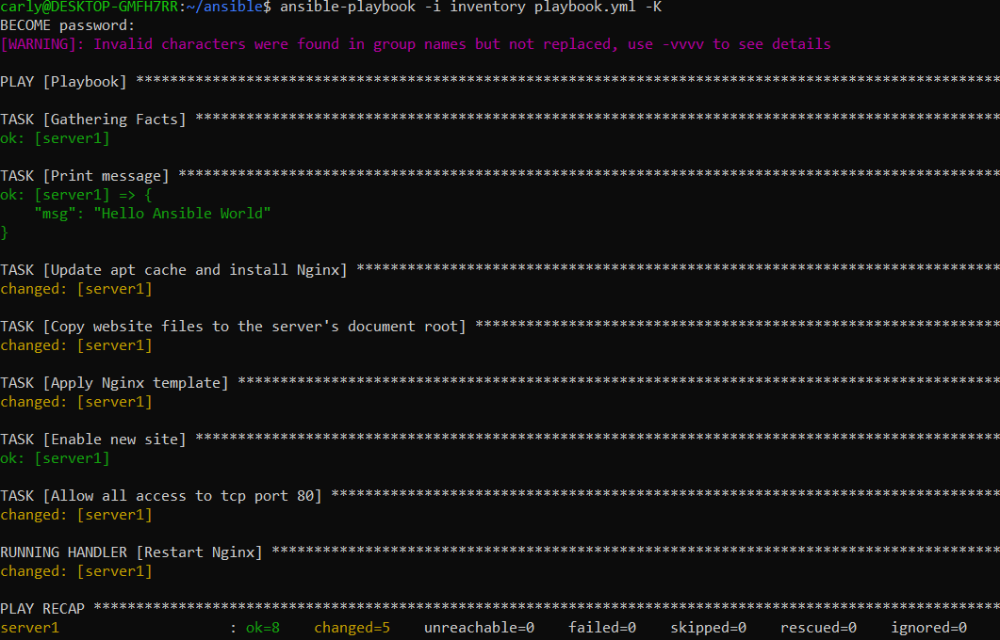 carly@DESKTOP-GMFH7RR:~/ansible$ ansible-playbook -i inventory playbook.yml -K
BECOME password:
[WARNING]: Invalid characters were found in group names but not replaced, use -vvvv to see details
PLAY [Playbook] ******************************************************************************************************
TASK [Gathering Facts] ***********************************************************************************************
ok: [server1]
TASK [Print message] *************************************************************************************************
ok: [server1] => {
    "msg": "Hello Ansible World"
}
TASK [Update apt cache and install Nginx] ****************************************************************************
changed: [server1]
TASK [Copy website files to the server's document root] **************************************************************
changed: [server1]
TASK [Apply Nginx template] ******************************************************************************************
changed: [server1]
TASK [Enable new site] ***********************************************************************************************
ok: [server1]
TASK [Allow all access to tcp port 80] *******************************************************************************
changed: [server1]
RUNNING HANDLER [Restart Nginx] **************************************************************************************
changed: [server1]
PLAY RECAP ***********************************************************************************************************
server1                    : ok=8    changed=5    unreachable=0    failed=0    skipped=0    rescued=0    ignored=0